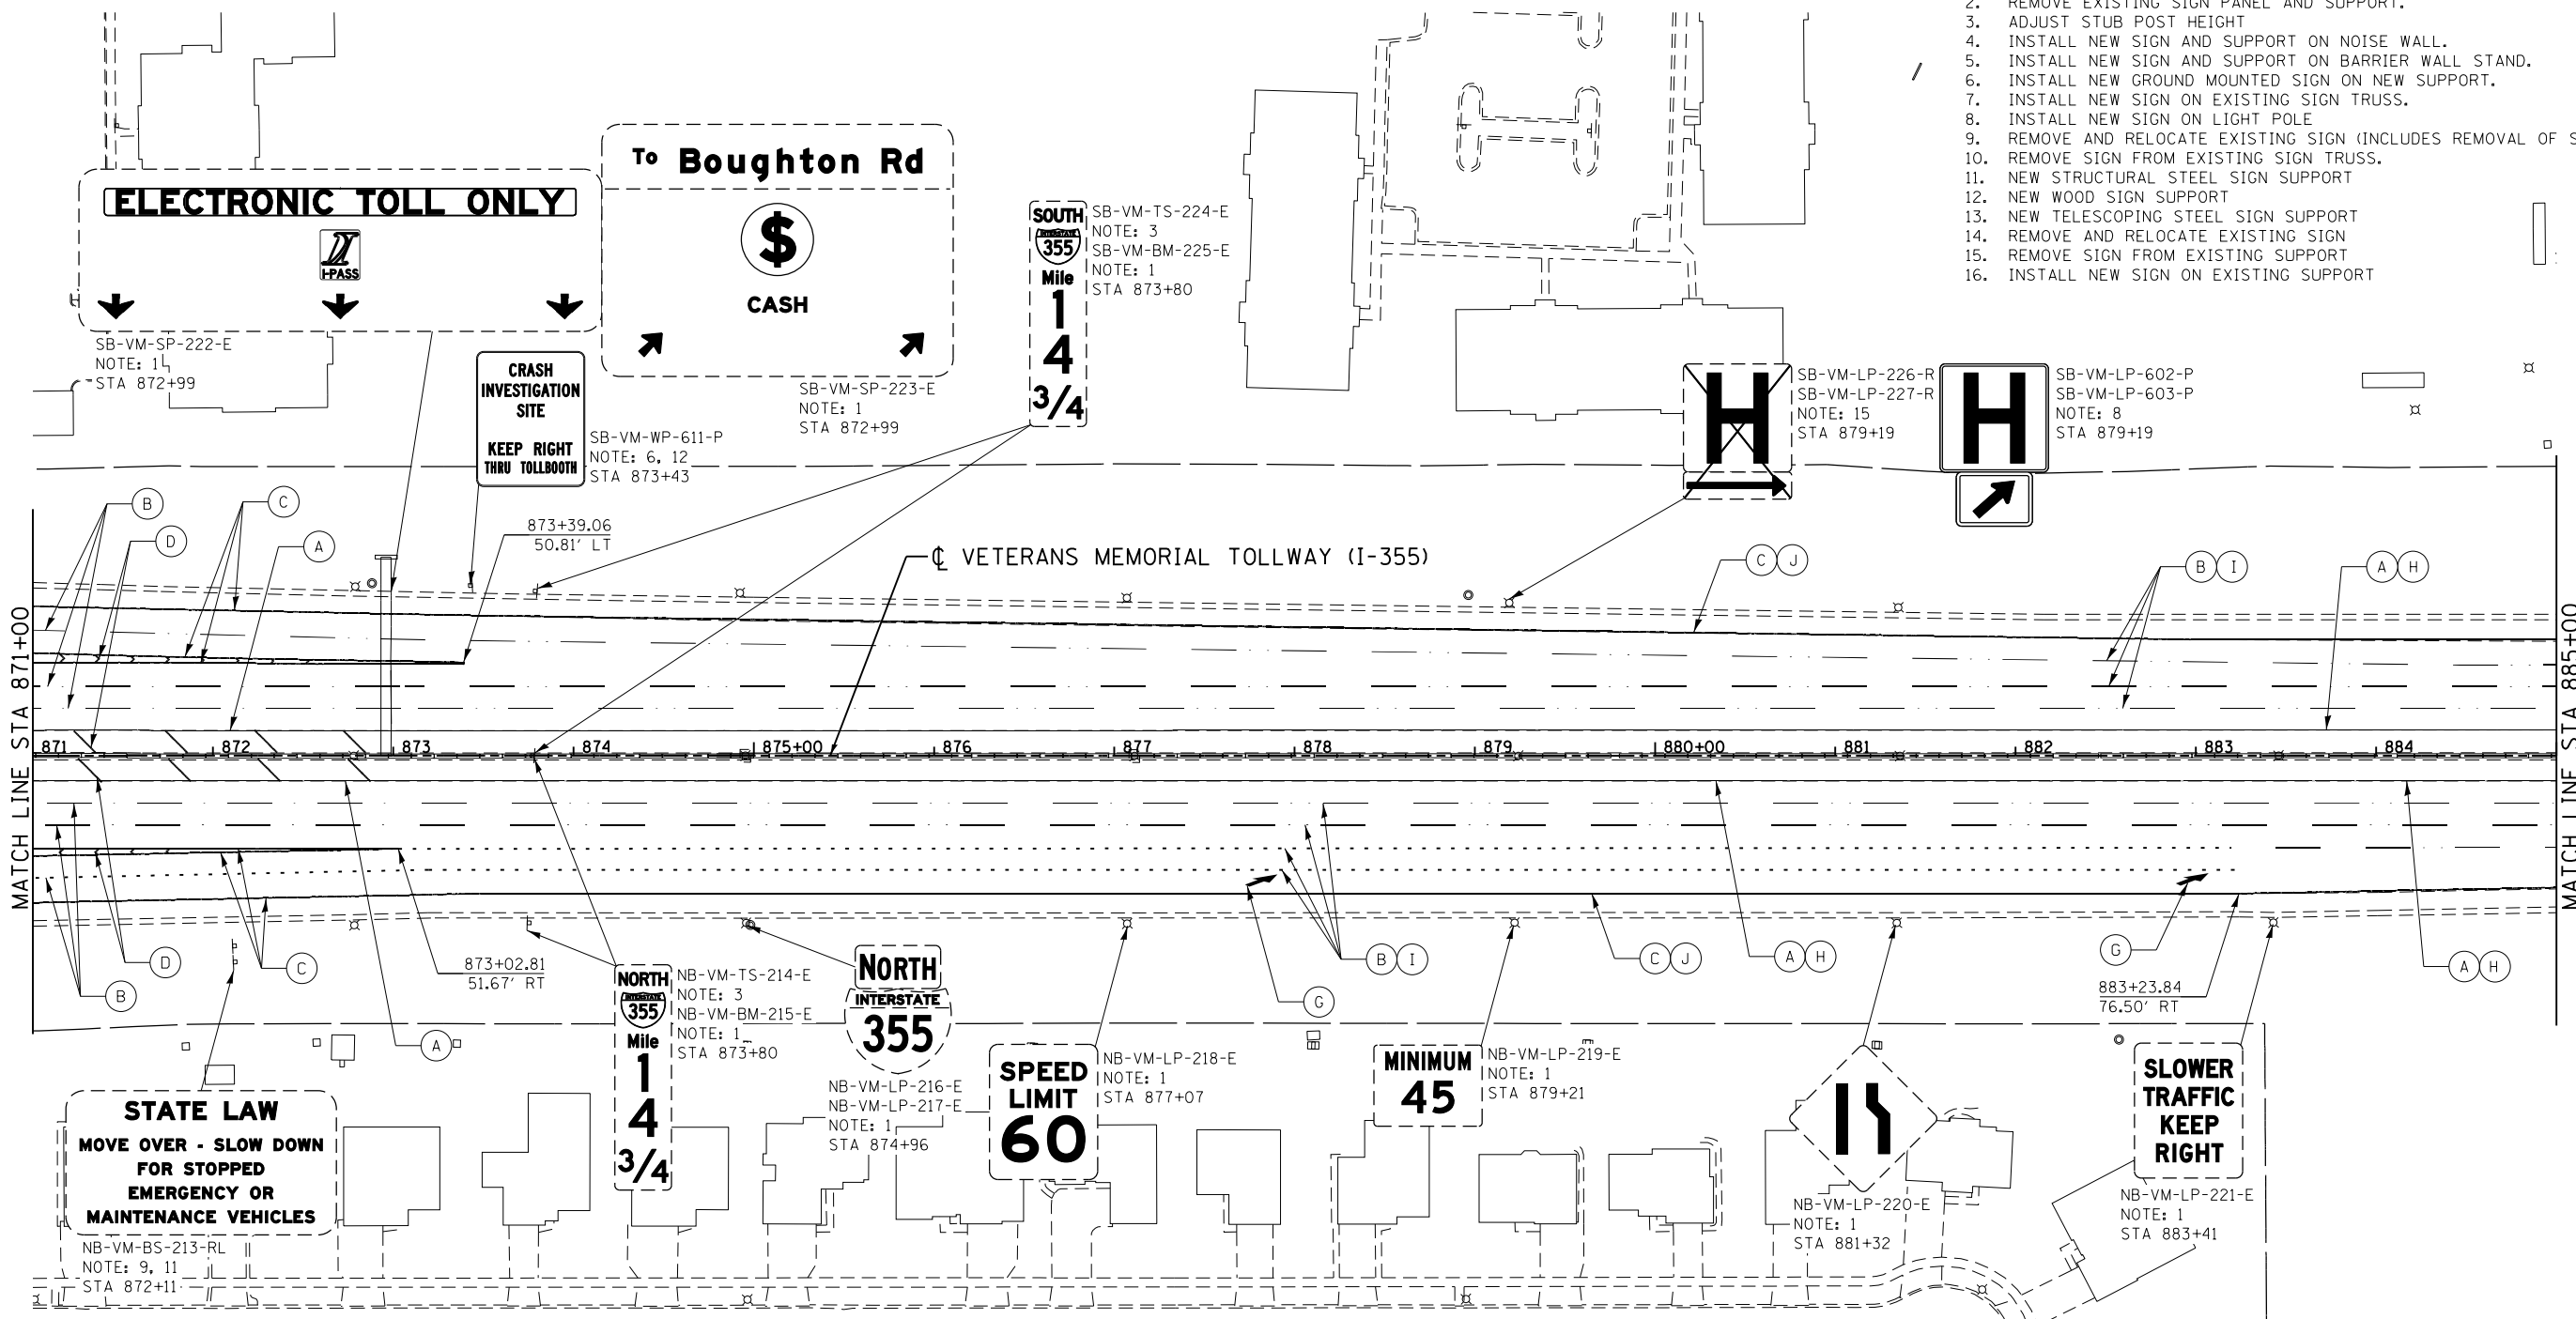 2. REMOVE EXISTING SIGN PANEL AND SUPPORT.
3. ADJUST STUB POST HEIGHT
4. INSTALL NEW SIGN AND SUPPORT ON NOISE WALL.
5. INSTALL NEW SIGN AND SUPPORT ON BARRIER WALL STAND.
6. INSTALL NEW GROUND MOUNTED SIGN ON NEW SUPPORT.
7. INSTALL NEW SIGN ON EXISTING SIGN TRUSS.
8. INSTALL NEW SIGN ON LIGHT POLE
9. REMOVE AND RELOCATE EXISTING SIGN (INCLUDES REMOVAL OF S
10. REMOVE SIGN FROM EXISTING SIGN TRUSS.
11. NEW STRUCTURAL STEEL SIGN SUPPORT
12. NEW WOOD SIGN SUPPORT
13. NEW TELESCOPING STEEL SIGN SUPPORT
14. REMOVE AND RELOCATE EXISTING SIGN
15. REMOVE SIGN FROM EXISTING SUPPORT
16. INSTALL NEW SIGN ON EXISTING SUPPORT
ELECTRONIC TOLL ONLY
I-PASS
SB-VM-SP-222-E
NOTE: 1
STA 872+99
To Boughton Rd
$
CASH
SB-VM-SP-223-E
NOTE: 1
STA 872+99
CRASH
INVESTIGATION
SITE
KEEP RIGHT
THRU TOLLBOOTH
SB-VM-WP-611-P
NOTE: 6, 12
STA 873+43
SOUTH
INTERSTATE
355
Mile
1
4
3/4
SB-VM-TS-224-E
NOTE: 3
SB-VM-BM-225-E
NOTE: 1
STA 873+80
H
SB-VM-LP-226-R
SB-VM-LP-227-R
NOTE: 15
STA 879+19
H
SB-VM-LP-602-P
SB-VM-LP-603-P
NOTE: 8
STA 879+19
B
C
D
A
873+39.06
50.81' LT
℄ VETERANS MEMORIAL TOLLWAY (I-355)
C J
B I
A H
MATCH LINE STA 871+00
871 872 873 874 875+00 876 877 878 879 880+00 881 882 883 884
MATCH LINE STA 885+00
B
D
C
A
873+02.81
51.67' RT
G
B I
C J
A H
G
883+23.84
76.50' RT
A H
STATE LAW
MOVE OVER - SLOW DOWN
FOR STOPPED
EMERGENCY OR
MAINTENANCE VEHICLES
NB-VM-BS-213-RL
NOTE: 9, 11
STA 872+11
NORTH
INTERSTATE
355
Mile
1
4
3/4
NB-VM-TS-214-E
NOTE: 3
NB-VM-BM-215-E
NOTE: 1
STA 873+80
NORTH
INTERSTATE
355
NB-VM-LP-216-E
NB-VM-LP-217-E
NOTE: 1
STA 874+96
SPEED
LIMIT
60
NB-VM-LP-218-E
NOTE: 1
STA 877+07
MINIMUM
45
NB-VM-LP-219-E
NOTE: 1
STA 879+21
NB-VM-LP-220-E
NOTE: 1
STA 881+32
SLOWER
TRAFFIC
KEEP
RIGHT
NB-VM-LP-221-E
NOTE: 1
STA 883+41